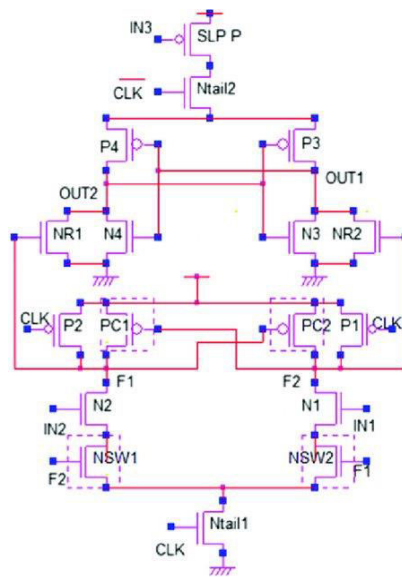 IN3
SLP P
CLK
Ntail2
P4
P3
OUT2
OUT1
NR1
N4
N3
NR2
CLK
P2
PC1
PC2
P1
CLK
F1
F2
N2
N1
IN2
IN1
NSW1
NSW2
F2
F1
Ntail1
CLK